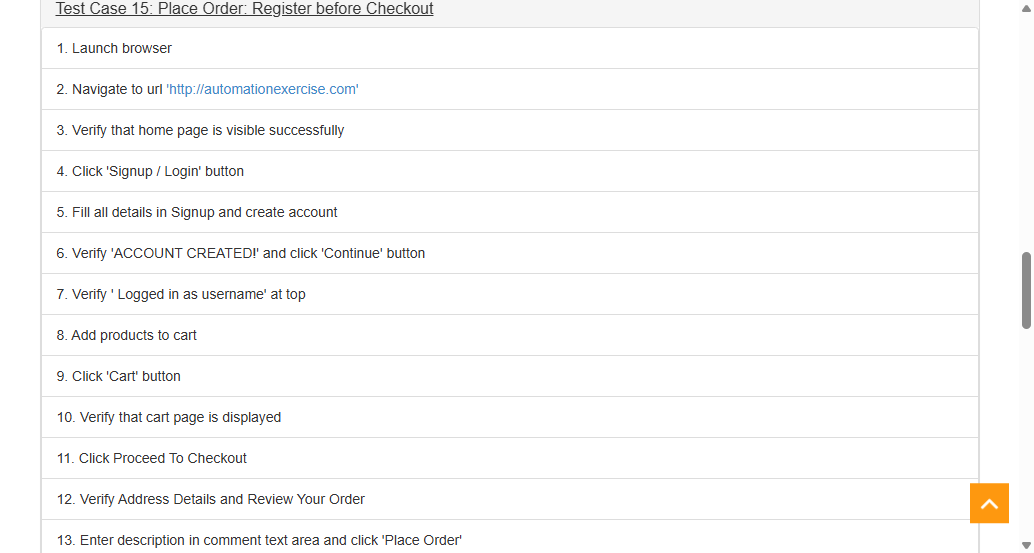 Test Case 15: Place Order: Register before Checkout
1. Launch browser
2. Navigate to url 'http://automationexercise.com'
3. Verify that home page is visible successfully
4. Click 'Signup / Login' button
5. Fill all details in Signup and create account
6. Verify 'ACCOUNT CREATED!' and click 'Continue' button
7. Verify ' Logged in as username' at top
8. Add products to cart
9. Click 'Cart' button
10. Verify that cart page is displayed
11. Click Proceed To Checkout
12. Verify Address Details and Review Your Order
13. Enter description in comment text area and click 'Place Order'